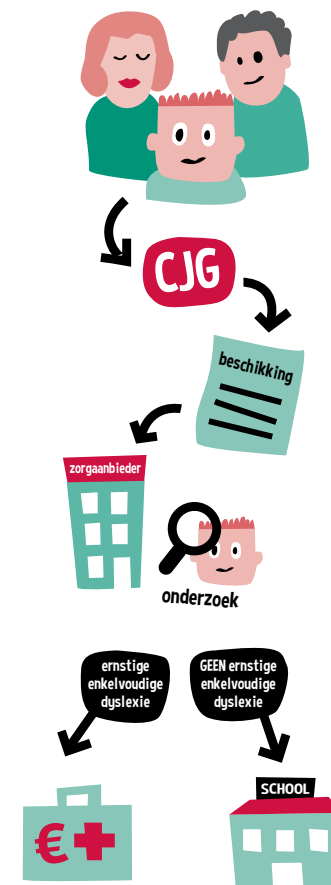 CJG
beschikking
zorgaanbieder
onderzoek
ernstige
enkelvoudige
dyslexie
GEEN ernstige
enkelvoudige
dyslexie
€
SCHOOL